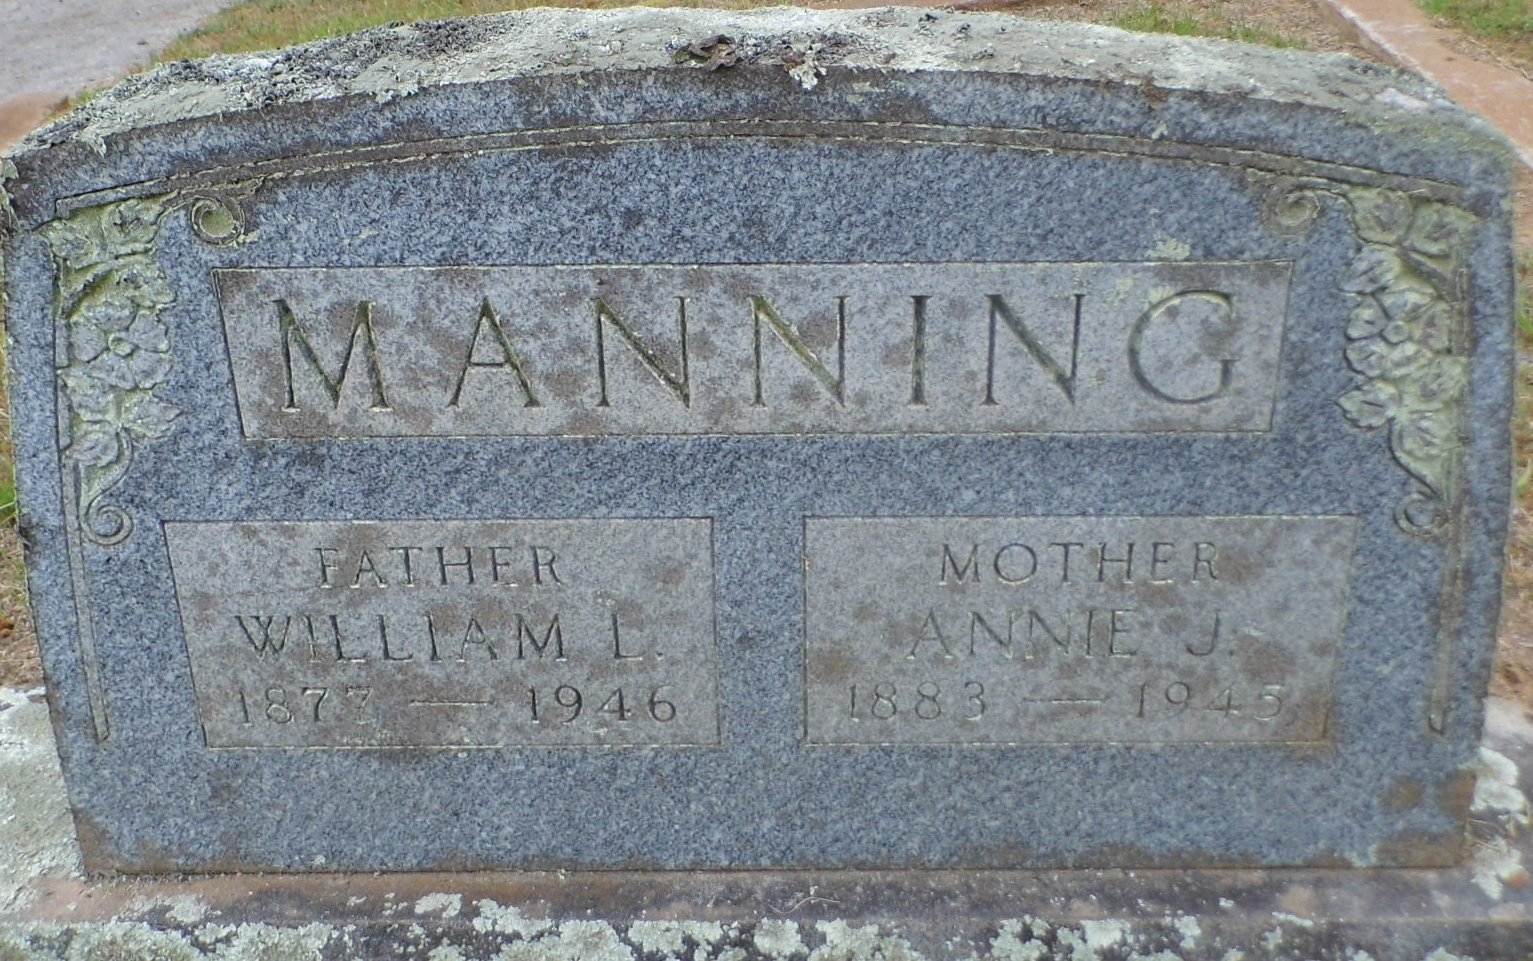 MANNING
FATHER
WILLIAM L.
1877 — 1946
MOTHER
ANNIE J.
1883 — 1945